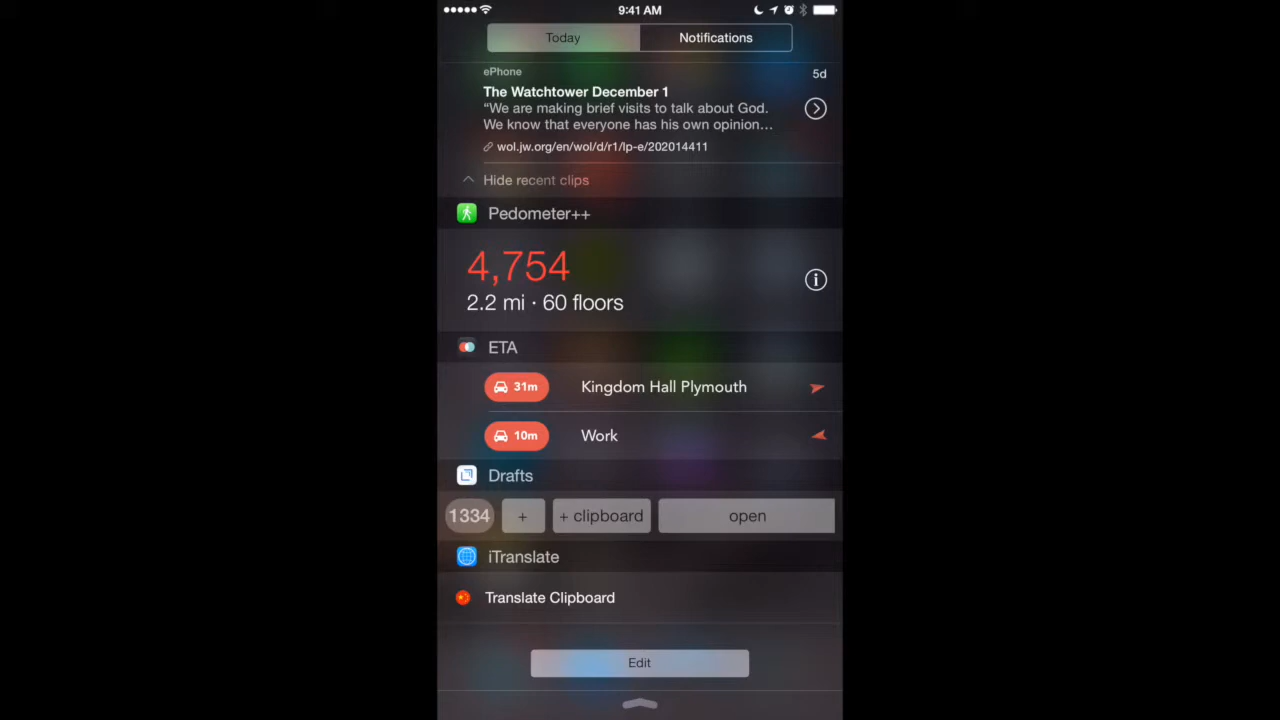 9:41 AM
Today
Notifications
ePhone
5d
The Watchtower December 1
“We are making brief visits to talk about God.
We know that everyone has his own opinion…
wol.jw.org/en/wol/d/r1/lp-e/202014411
Hide recent clips
Pedometer++
4,754
2.2 mi · 60 floors
ETA
31m Kingdom Hall Plymouth
10m Work
Drafts
1334 + + clipboard open
iTranslate
Translate Clipboard
Edit